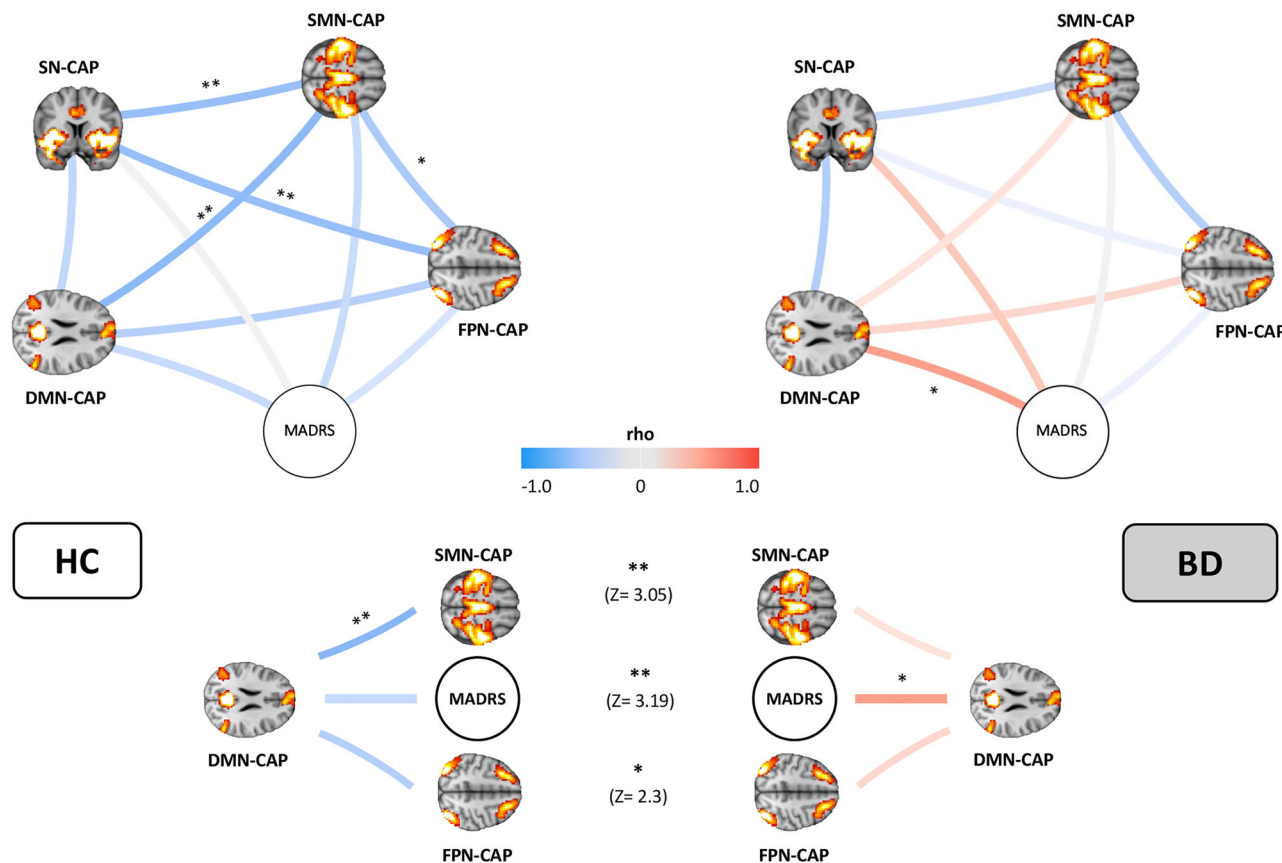 SMN-CAP
SN-CAP
**
*
**
**
FPN-CAP
DMN-CAP
MADRS
SMN-CAP
SN-CAP
FPN-CAP
DMN-CAP
*
MADRS
rho
-1.0 0 1.0
HC
BD
SMN-CAP
**
**
(Z= 3.05)
SMN-CAP
MADRS
**
(Z= 3.19)
MADRS
*
DMN-CAP
DMN-CAP
*
(Z= 2.3)
FPN-CAP
FPN-CAP